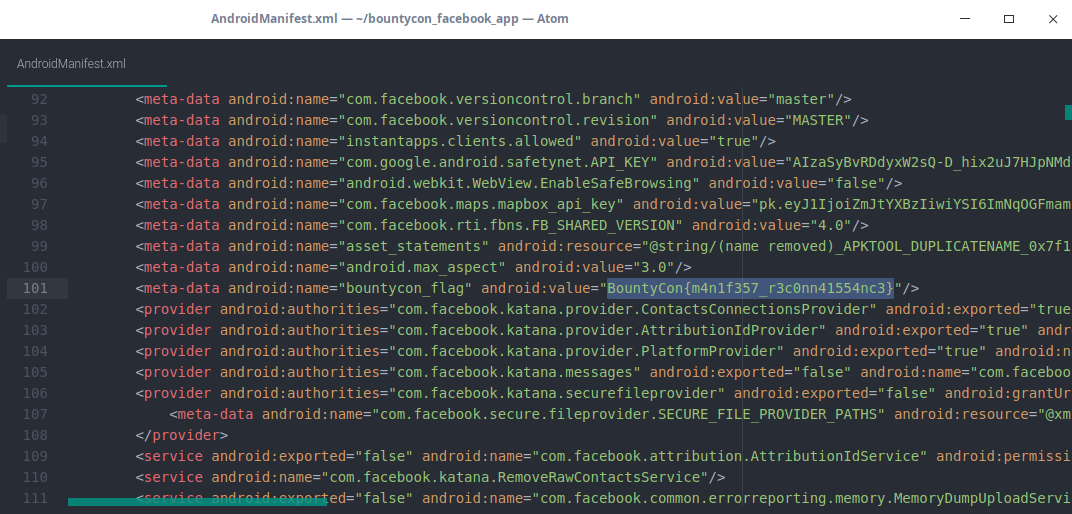 AndroidManifest.xml — ~/bountycon_facebook_app — Atom
AndroidManifest.xml
92 <meta-data android:name="com.facebook.versioncontrol.branch" android:value="master"/>
93 <meta-data android:name="com.facebook.versioncontrol.revision" android:value="MASTER"/>
94 <meta-data android:name="instantapps.clients.allowed" android:value="true"/>
95 <meta-data android:name="com.google.android.safetynet.API_KEY" android:value="AIzaSyBvRDdyxW2sQ-D_hix2uJ7HJpNMd
96 <meta-data android:name="android.webkit.WebView.EnableSafeBrowsing" android:value="false"/>
97 <meta-data android:name="com.facebook.maps.mapbox_api_key" android:value="pk.eyJ1IjoiZmJtYXBzIiwiYSI6ImNqOGFmam
98 <meta-data android:name="com.facebook.rti.fbns.FB_SHARED_VERSION" android:value="4.0"/>
99 <meta-data android:name="asset_statements" android:resource="@string/(name removed)_APKTOOL_DUPLICATENAME_0x7f1
100 <meta-data android:name="android.max_aspect" android:value="3.0"/>
101 <meta-data android:name="bountycon_flag" android:value="BountyCon{m4n1f357_r3c0nn41554nc3}"/>
102 <provider android:authorities="com.facebook.katana.provider.ContactsConnectionsProvider" android:exported="true
103 <provider android:authorities="com.facebook.katana.provider.AttributionIdProvider" android:exported="true" andr
104 <provider android:authorities="com.facebook.katana.provider.PlatformProvider" android:exported="true" android:n
105 <provider android:authorities="com.facebook.katana.messages" android:exported="false" android:name="com.faceboo
106 <provider android:authorities="com.facebook.katana.securefileprovider" android:exported="false" android:grantUr
107 <meta-data android:name="com.facebook.secure.fileprovider.SECURE_FILE_PROVIDER_PATHS" android:resource="@xm
108 </provider>
109 <service android:exported="false" android:name="com.facebook.attribution.AttributionIdService" android:permissi
110 <service android:name="com.facebook.katana.RemoveRawContactsService"/>
111 <service android:exported="false" android:name="com.facebook.common.errorreporting.memory.MemoryDumpUploadServi